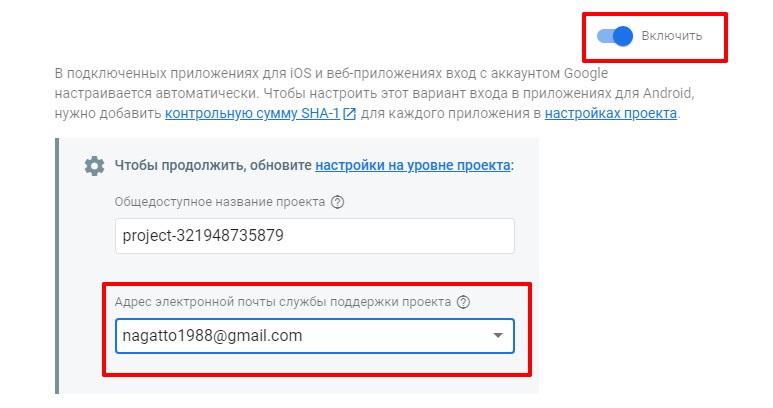 Включить
В подключенных приложениях для iOS и веб-приложениях вход с аккаунтом Google
настраивается автоматически. Чтобы настроить этот вариант входа в приложениях для Android,
нужно добавить контрольную сумму SHA-1 для каждого приложения в настройках проекта.
Чтобы продолжить, обновите настройки на уровне проекта:
Общедоступное название проекта
project-321948735879
Адрес электронной почты службы поддержки проекта
nagatto1988@gmail.com